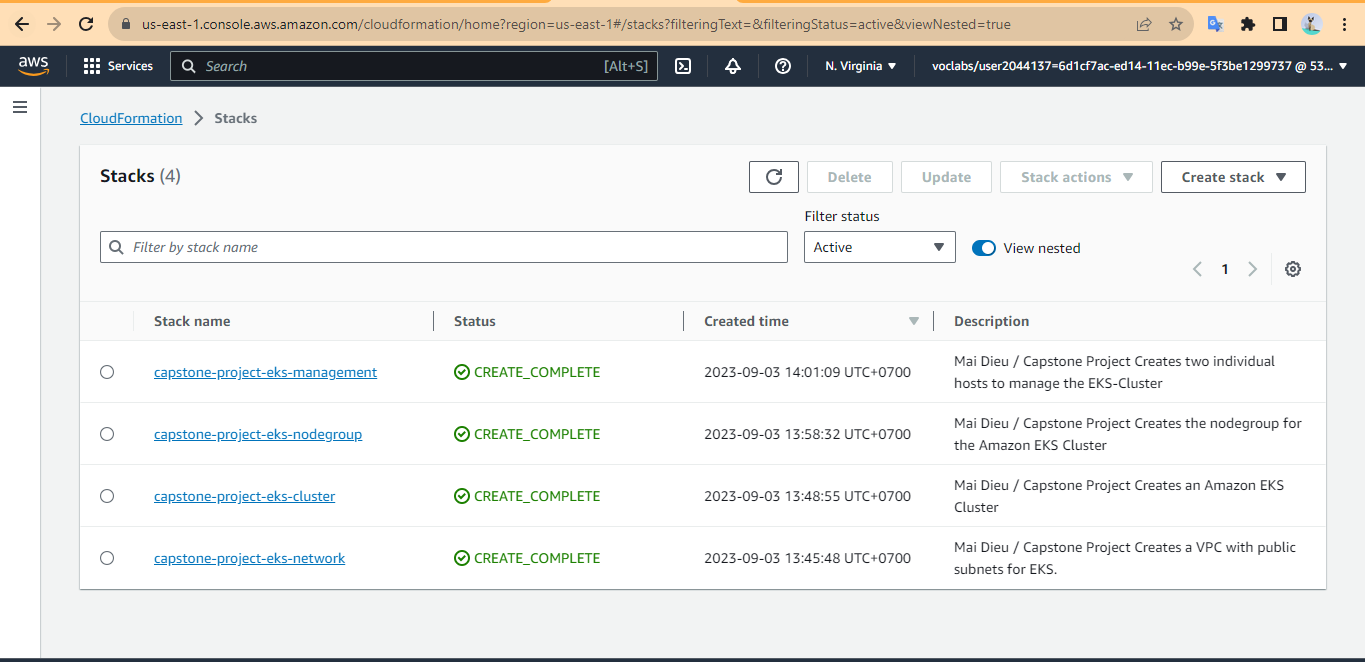 us-east-1.console.aws.amazon.com/cloudformation/home?region=us-east-1#/stacks?filteringText=&filteringStatus=active&viewNested=true
aws Services Search [Alt+S] N. Virginia voclabs/user2044137=6d1cf7ac-ed14-11ec-b99e-5f3be1299737 @ 53...
CloudFormation Stacks
Stacks (4) Delete Update Stack actions Create stack
Filter status
Filter by stack name Active View nested
1
Stack name Status Created time Description
capstone-project-eks-management CREATE_COMPLETE 2023-09-03 14:01:09 UTC+0700 Mai Dieu / Capstone Project Creates two individual
hosts to manage the EKS-Cluster
capstone-project-eks-nodegroup CREATE_COMPLETE 2023-09-03 13:58:32 UTC+0700 Mai Dieu / Capstone Project Creates the nodegroup for
the Amazon EKS Cluster
capstone-project-eks-cluster CREATE_COMPLETE 2023-09-03 13:48:55 UTC+0700 Mai Dieu / Capstone Project Creates an Amazon EKS
Cluster
capstone-project-eks-network CREATE_COMPLETE 2023-09-03 13:45:48 UTC+0700 Mai Dieu / Capstone Project Creates a VPC with public
subnets for EKS.